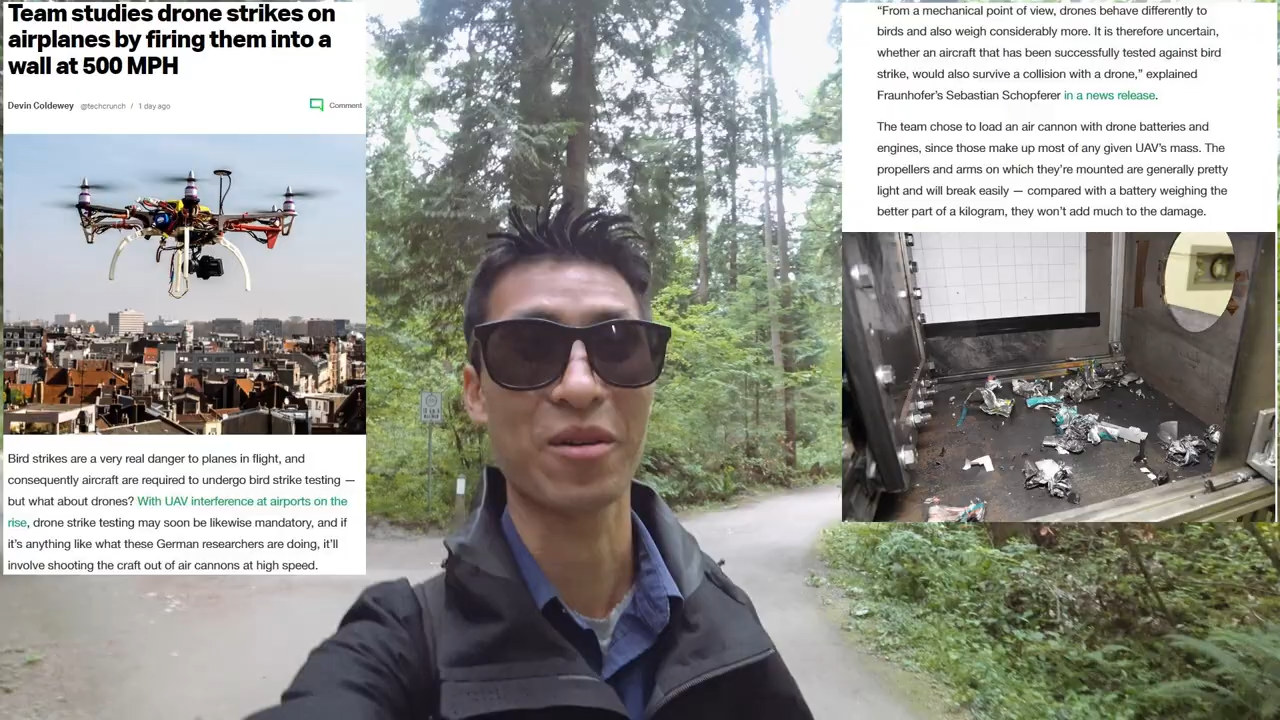 Team studies drone strikes on
airplanes by firing them into a
wall at 500 MPH
Devin Coldewey @techcrunch / 1 day ago
Comment
Bird strikes are a very real danger to planes in flight, and
consequently aircraft are required to undergo bird strike testing —
but what about drones? With UAV interference at airports on the
rise, drone strike testing may soon be likewise mandatory, and if
it’s anything like what these German researchers are doing, it’ll
involve shooting the craft out of air cannons at high speed.
“From a mechanical point of view, drones behave differently to
birds and also weigh considerably more. It is therefore uncertain,
whether an aircraft that has been successfully tested against bird
strike, would also survive a collision with a drone,” explained
Fraunhofer’s Sebastian Schopferer in a news release.
The team chose to load an air cannon with drone batteries and
engines, since those make up most of any given UAV’s mass. The
propellers and arms on which they’re mounted are generally pretty
light and will break easily — compared with a battery weighing the
better part of a kilogram, they won’t add much to the damage.